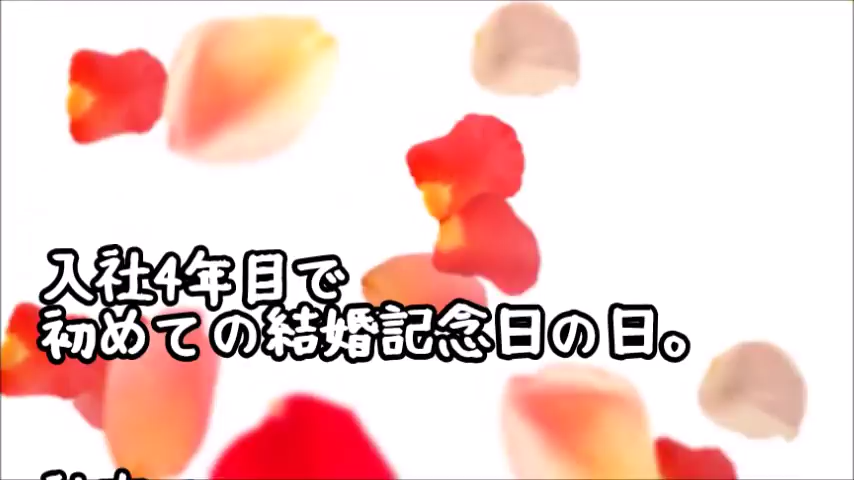 入社4年目で
初めての結婚記念日の日。